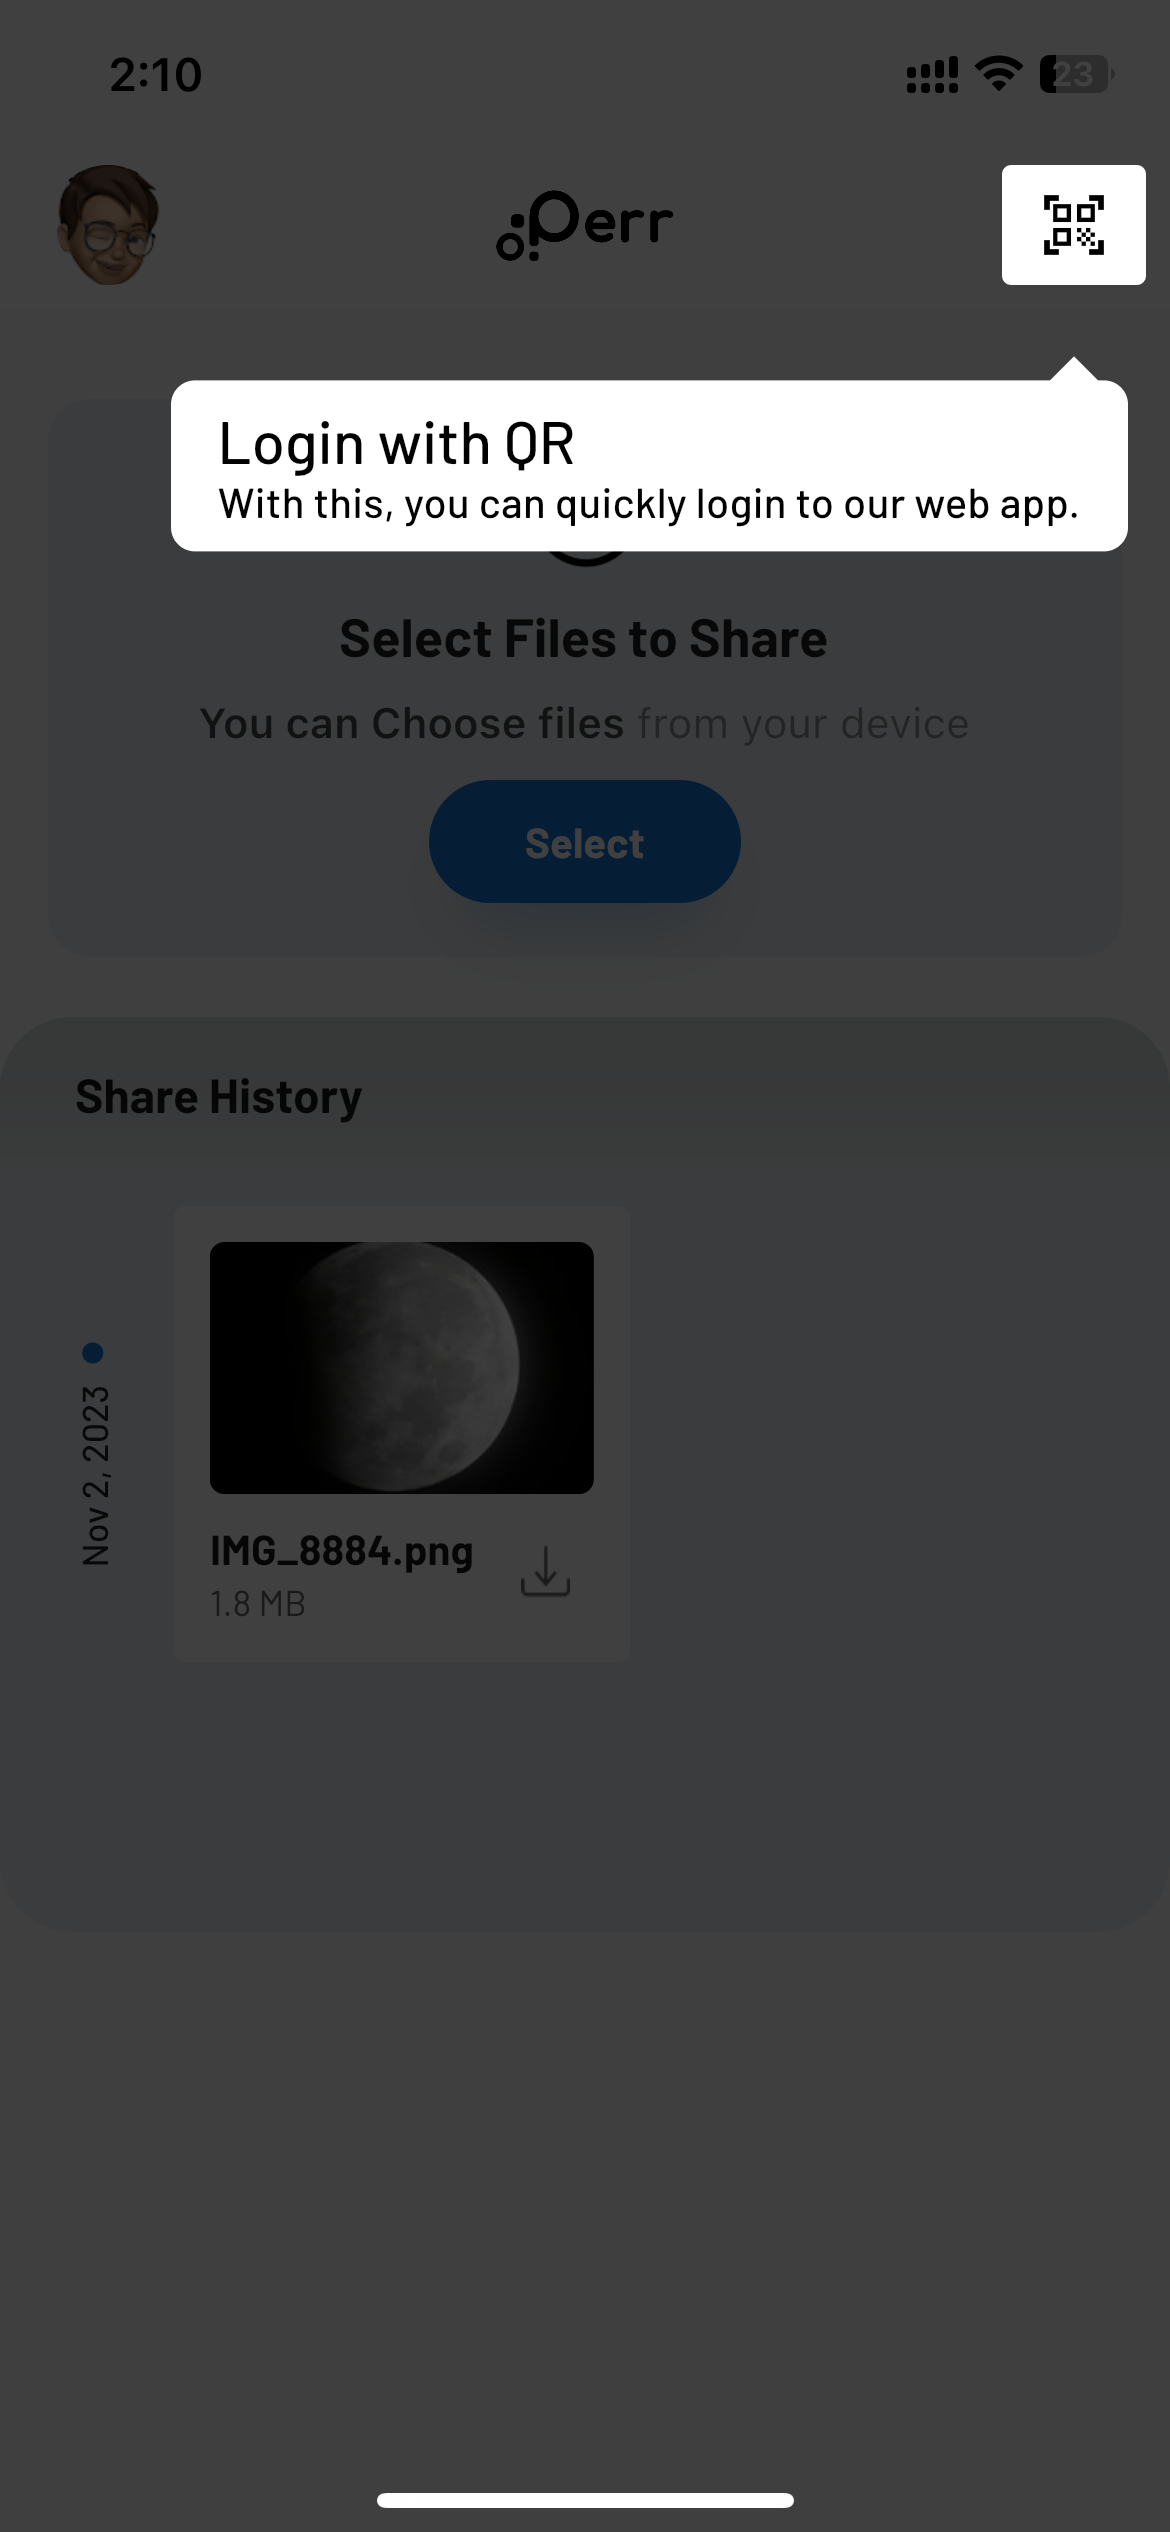 2:10
23
Perr
Login with QR
With this, you can quickly login to our web app.
Select Files to Share
You can Choose files from your device
Select
Share History
Nov 2, 2023
IMG_8884.png
1.8 MB